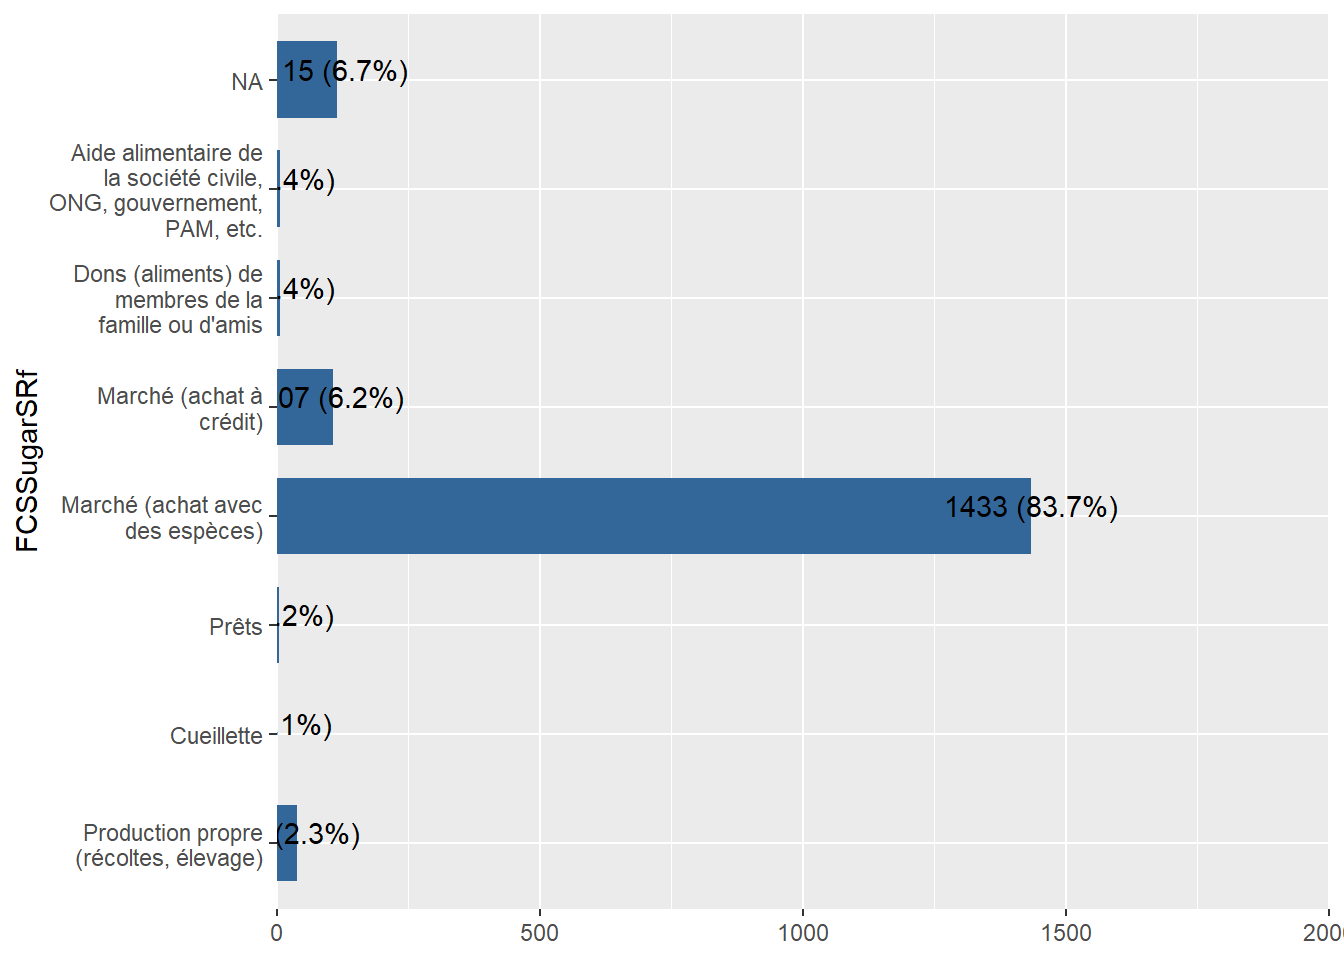 FCSSugarSRf
NA
15 (6.7%)
Aide alimentaire de
la société civile,
ONG, gouvernement,
PAM, etc.
.4%)
Dons (aliments) de
membres de la
famille ou d'amis
.4%)
Marché (achat à
crédit)
07 (6.2%)
Marché (achat avec
des espèces)
1433 (83.7%)
Prêts
.2%)
Cueillette
1%)
Production propre
(récoltes, élevage)
(2.3%)
0 500 1000 1500 200